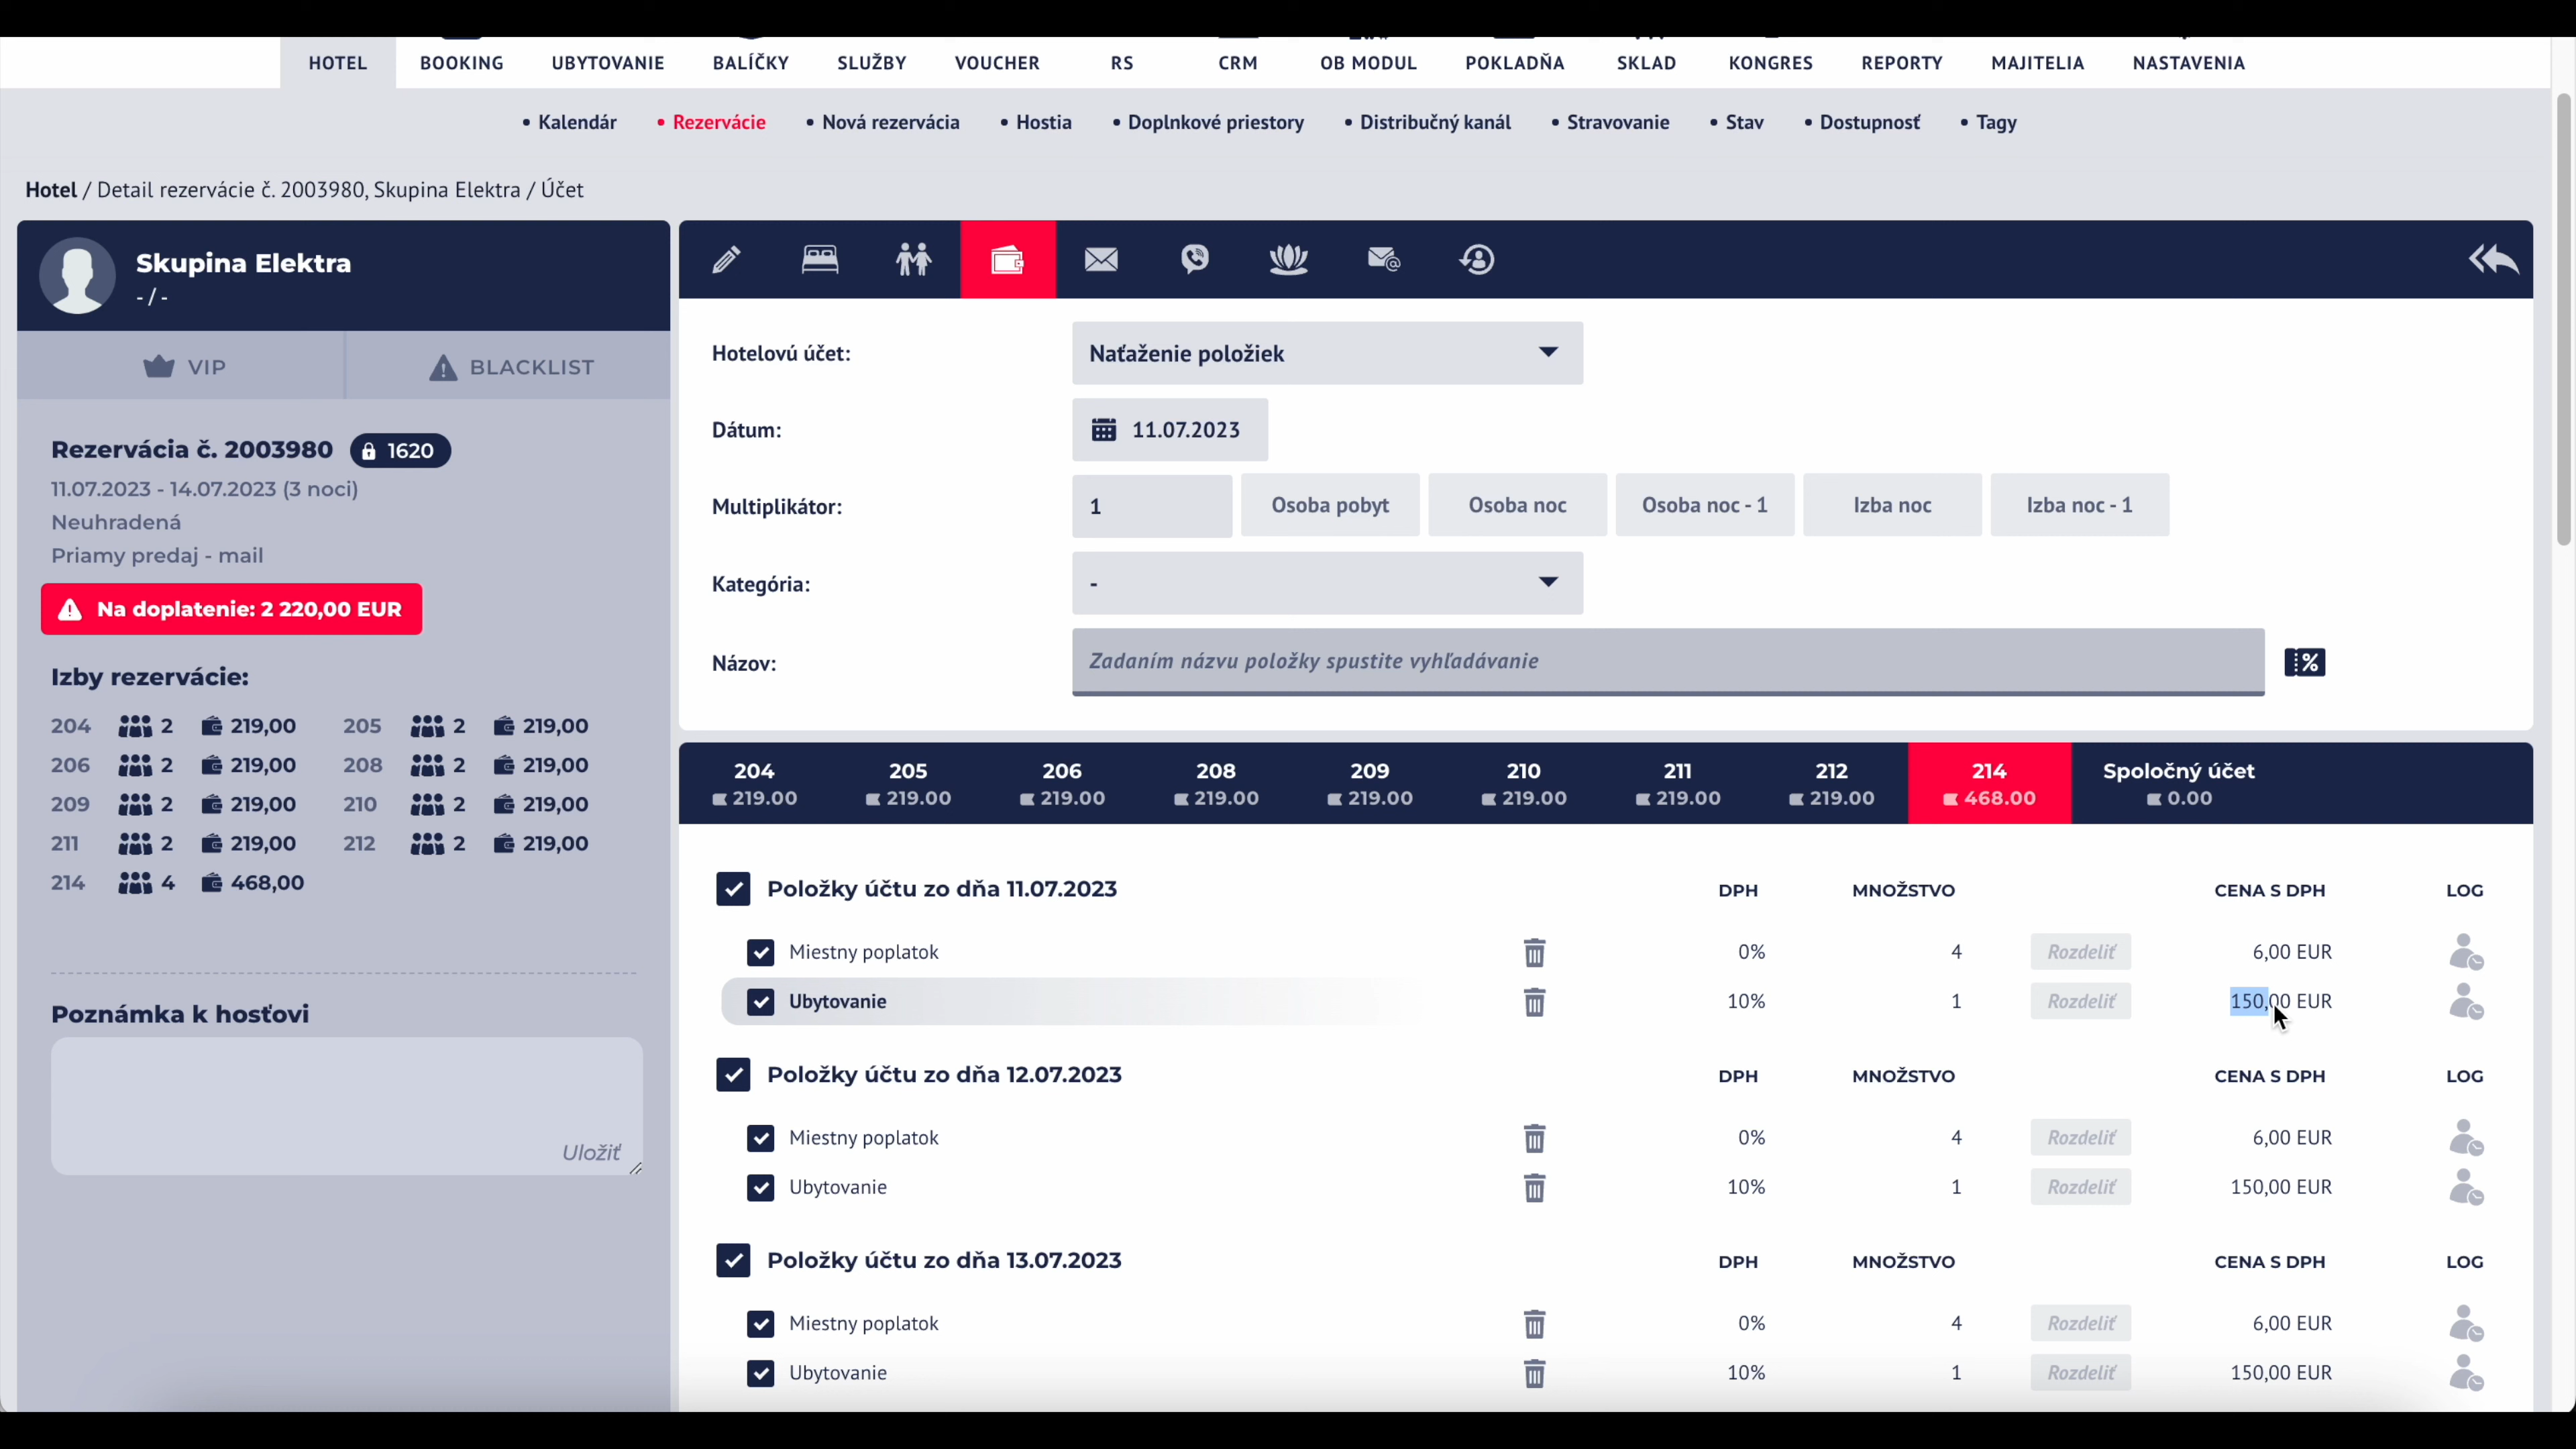 HOTEL BOOKING UBYTOVANIE BALÍČKY SLUŽBY VOUCHER RS CRM OB MODUL POKLADŇA SKLAD KONGRES REPORTY MAJITELIA NASTAVENIA
• Kalendár • Rezervácie • Nová rezervácia • Hostia • Doplnkové priestory • Distribučný kanál • Stravovanie • Stav • Dostupnosť • Tagy
Hotel / Detail rezervácie č. 2003980, Skupina Elektra / Účet
Skupina Elektra
- / -
VIP BLACKLIST
Rezervácia č. 2003980 1620
11.07.2023 - 14.07.2023 (3 noci)
Neuhradená
Priamy predaj - mail
Na doplatenie: 2 220,00 EUR
Izby rezervácie:
204 2 219,00 205 2 219,00
206 2 219,00 208 2 219,00
209 2 219,00 210 2 219,00
211 2 219,00 212 2 219,00
214 4 468,00
Poznámka k hosťovi
Uložiť
Hotelovú účet: Naťaženie položiek
Dátum: 11.07.2023
Multiplikátor: 1 Osoba pobyt Osoba noc Osoba noc - 1 Izba noc Izba noc - 1
Kategória: -
Názov: Zadaním názvu položky spustite vyhľadávanie
204 205 206 208 209 210 211 212 214 Spoločný účet
219.00 219.00 219.00 219.00 219.00 219.00 219.00 219.00 468.00 0.00
Položky účtu zo dňa 11.07.2023 DPH MNOŽSTVO CENA S DPH LOG
Miestny poplatok 0% 4 Rozdeliť 6,00 EUR
Ubytovanie 10% 1 Rozdeliť 150,00 EUR
Položky účtu zo dňa 12.07.2023 DPH MNOŽSTVO CENA S DPH LOG
Miestny poplatok 0% 4 Rozdeliť 6,00 EUR
Ubytovanie 10% 1 Rozdeliť 150,00 EUR
Položky účtu zo dňa 13.07.2023 DPH MNOŽSTVO CENA S DPH LOG
Miestny poplatok 0% 4 Rozdeliť 6,00 EUR
Ubytovanie 10% 1 Rozdeliť 150,00 EUR